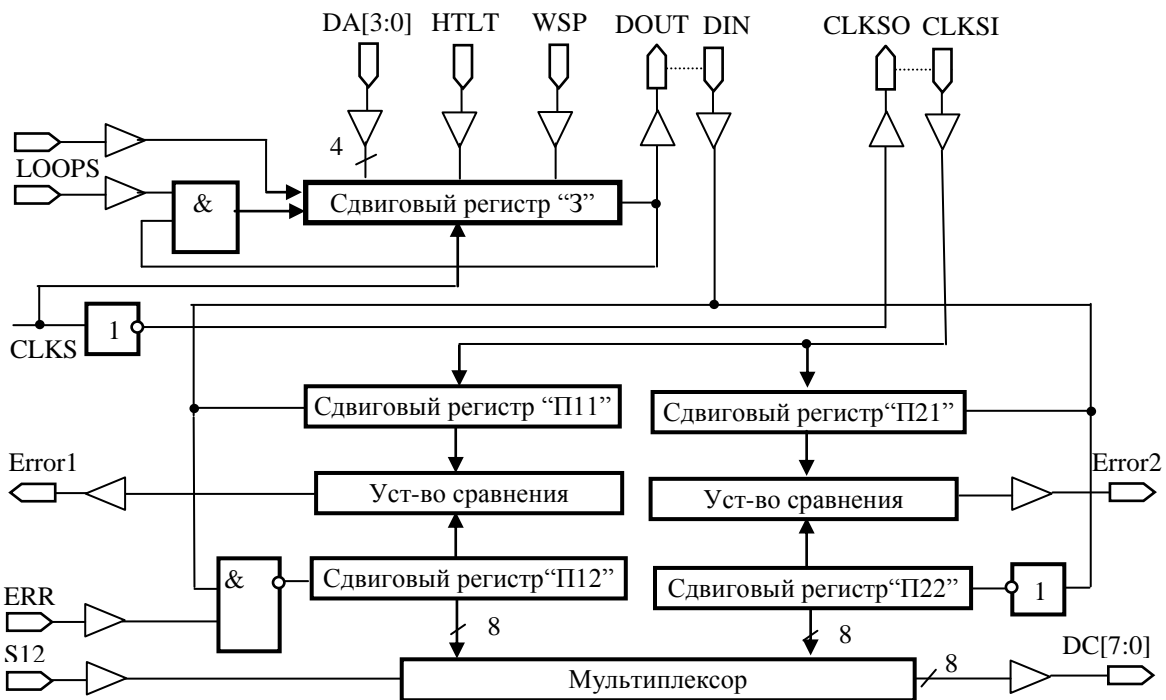 DA[3:0] HTLT WSP DOUT DIN CLKSO CLKSI
4
LOOPS
&
Сдвиговый регистр “З”
1
CLKS
Сдвиговый регистр “П11”
Сдвиговый регистр“П21”
Error1
Уст-во сравнения
Уст-во сравнения
Error2
&
Сдвиговый регистр“П12”
Сдвиговый регистр“П22”
1
ERR
8
8
S12
Мультиплексор
8
DC[7:0]